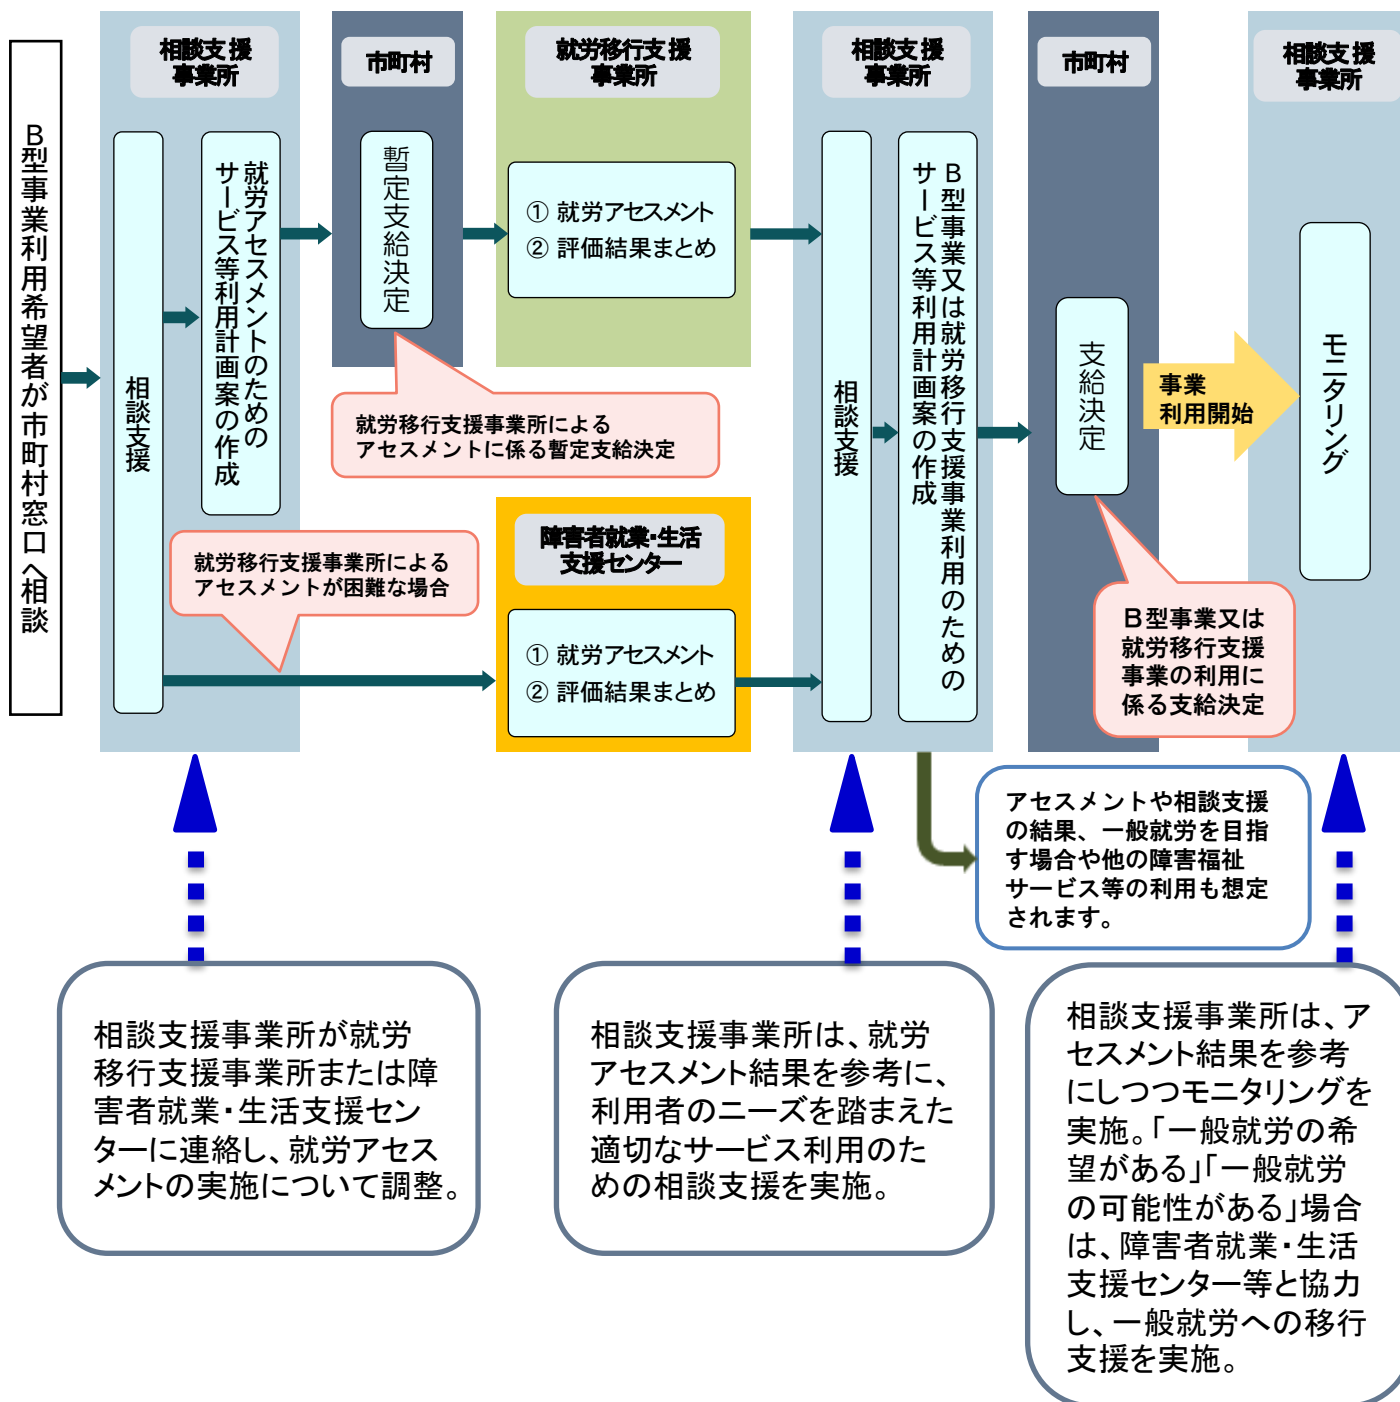 B型事業利用希望者が市町村窓口へ相談
相談支援
事業所
相談支援
就労アセスメントのための
サービス等利用計画案の作成
市町村
暫定支給決定
就労移行支援事業所による
アセスメントに係る暫定支給決定
就労移行支援
事業所
① 就労アセスメント
② 評価結果まとめ
就労移行支援事業所による
アセスメントが困難な場合
障害者就業・生活
支援センター
① 就労アセスメント
② 評価結果まとめ
相談支援
事業所
相談支援
B型事業又は就労移行支援事業利用のための
サービス等利用計画案の作成
市町村
支給決定
B型事業又は
就労移行支援
事業の利用に
係る支給決定
事業
利用開始
相談支援
事業所
モニタリング
アセスメントや相談支援
の結果、一般就労を目指
す場合や他の障害福祉
サービス等の利用も想定
されます。
相談支援事業所が就労
移行支援事業所または障
害者就業・生活支援セン
ターに連絡し、就労アセス
メントの実施について調整。
相談支援事業所は、就労
アセスメント結果を参考に、
利用者のニーズを踏まえた
適切なサービス利用のた
めの相談支援を実施。
相談支援事業所は、ア
セスメント結果を参考
にしつつモニタリングを
実施。「一般就労の希
望がある」「一般就労
の可能性がある」場合
は、障害者就業・生活
支援センター等と協力
し、一般就労への移行
支援を実施。